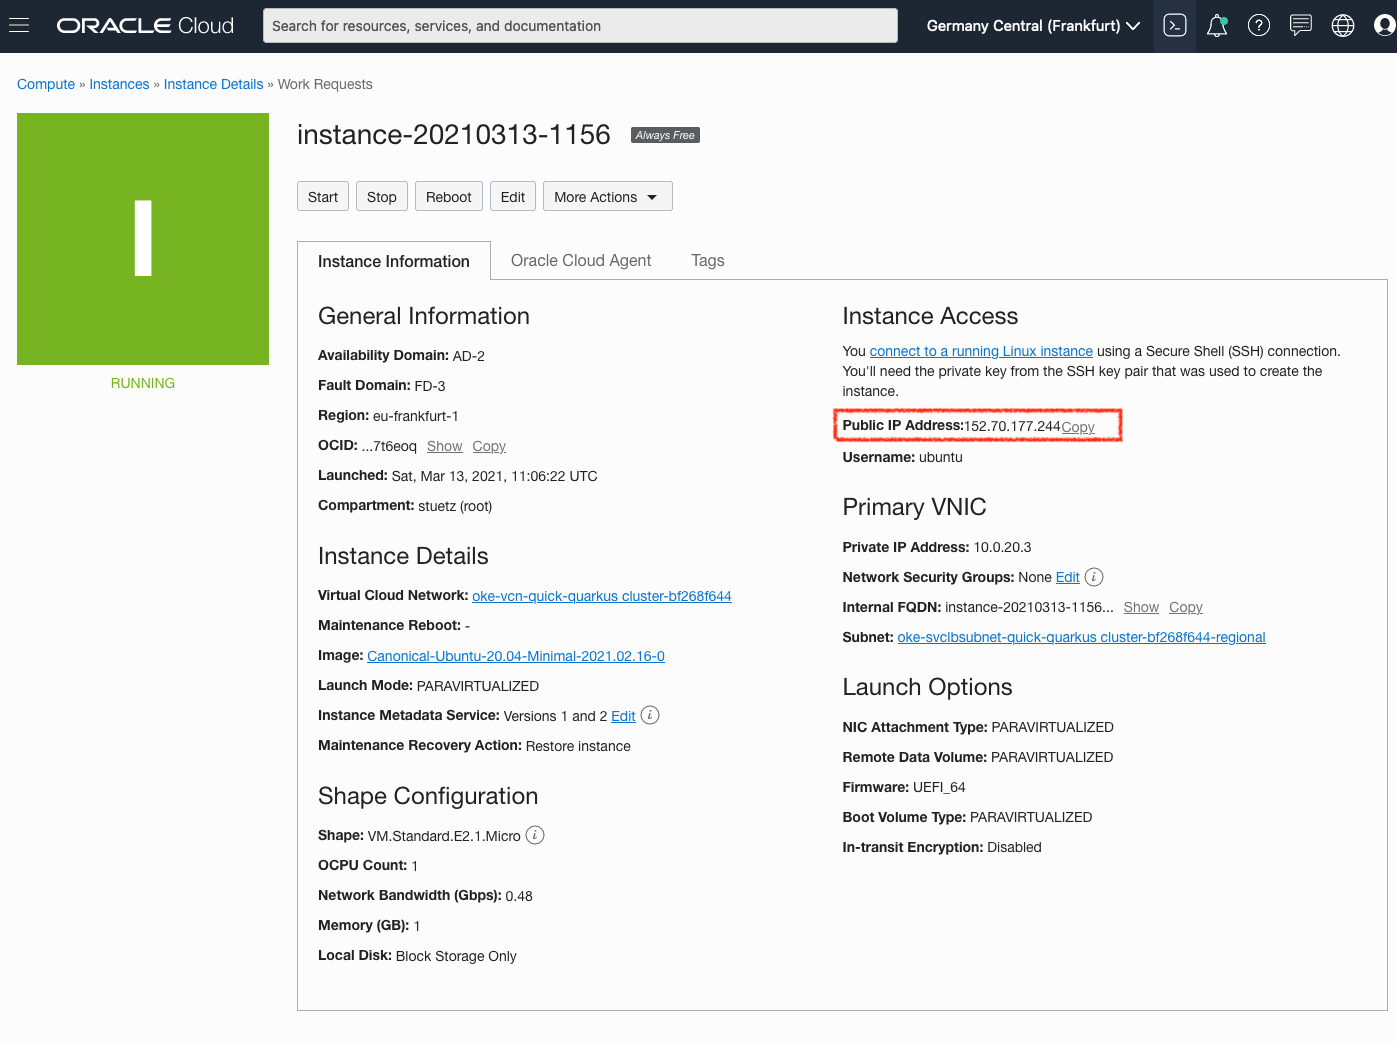 ORACLE Cloud
Search for resources, services, and documentation
Germany Central (Frankfurt)
Compute » Instances » Instance Details » Work Requests
I
RUNNING
instance-20210313-1156
Always Free
Start Stop Reboot Edit More Actions
Instance Information Oracle Cloud Agent Tags
General Information
Availability Domain: AD-2
Fault Domain: FD-3
Region: eu-frankfurt-1
OCID: ...7t6eoq Show Copy
Launched: Sat, Mar 13, 2021, 11:06:22 UTC
Compartment: stuetz (root)
Instance Details
Virtual Cloud Network: oke-vcn-quick-quarkus cluster-bf268f644
Maintenance Reboot: -
Image: Canonical-Ubuntu-20.04-Minimal-2021.02.16-0
Launch Mode: PARAVIRTUALIZED
Instance Metadata Service: Versions 1 and 2 Edit i
Maintenance Recovery Action: Restore instance
Shape Configuration
Shape: VM.Standard.E2.1.Micro i
OCPU Count: 1
Network Bandwidth (Gbps): 0.48
Memory (GB): 1
Local Disk: Block Storage Only
Instance Access
You connect to a running Linux instance using a Secure Shell (SSH) connection.
You'll need the private key from the SSH key pair that was used to create the
instance.
Public IP Address:152.70.177.244Copy
Username: ubuntu
Primary VNIC
Private IP Address: 10.0.20.3
Network Security Groups: None Edit i
Internal FQDN: instance-20210313-1156... Show Copy
Subnet: oke-svclbsubnet-quick-quarkus cluster-bf268f644-regional
Launch Options
NIC Attachment Type: PARAVIRTUALIZED
Remote Data Volume: PARAVIRTUALIZED
Firmware: UEFI_64
Boot Volume Type: PARAVIRTUALIZED
In-transit Encryption: Disabled